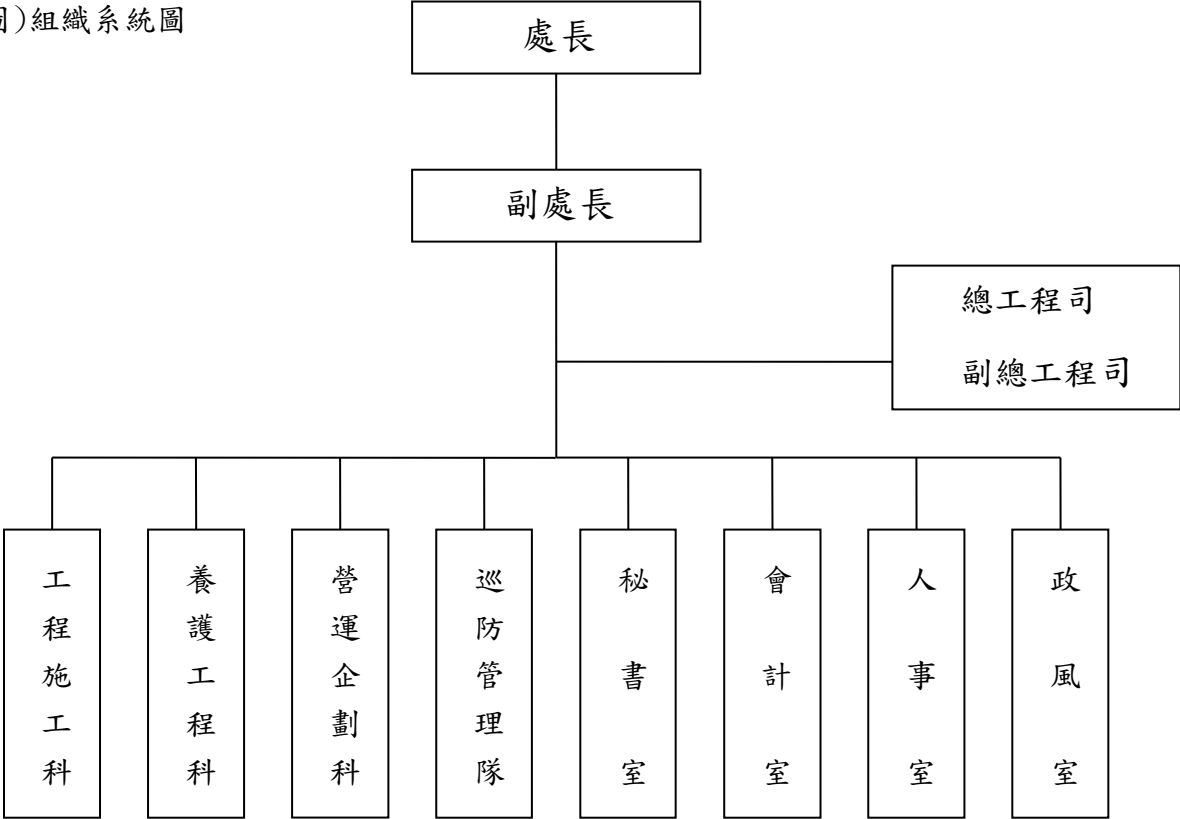 )組織系統圖
處長
副處長
總工程司
副總工程司
工程施工科
養護工程科
營運企劃科
巡防管理隊
秘書室
會計室
人事室
政風室